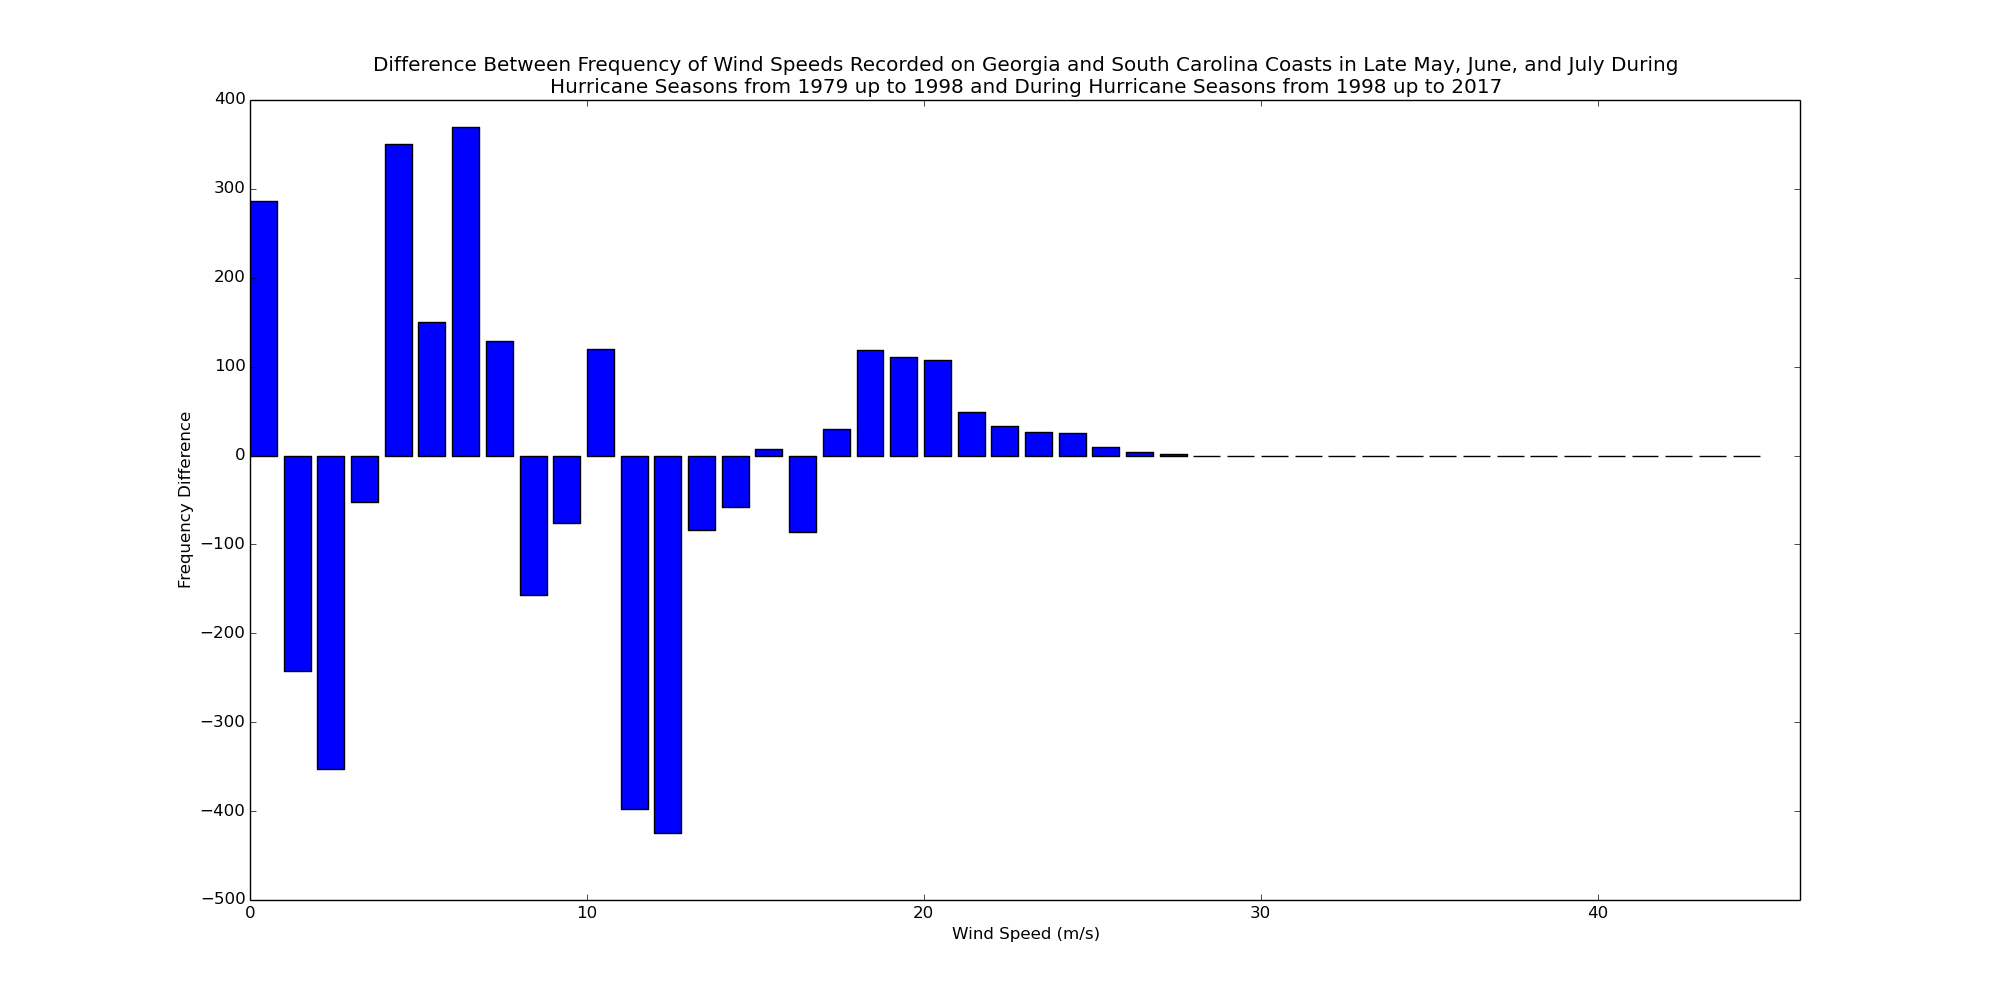 Difference Between Frequency of Wind Speeds Recorded on Georgia and South Carolina Coasts in Late May, June, and July During
Hurricane Seasons from 1979 up to 1998 and During Hurricane Seasons from 1998 up to 2017
400
300
200
100
0
−100
−200
−300
−400
−500
Frequency Difference
0 10 20 30 40
Wind Speed (m/s)